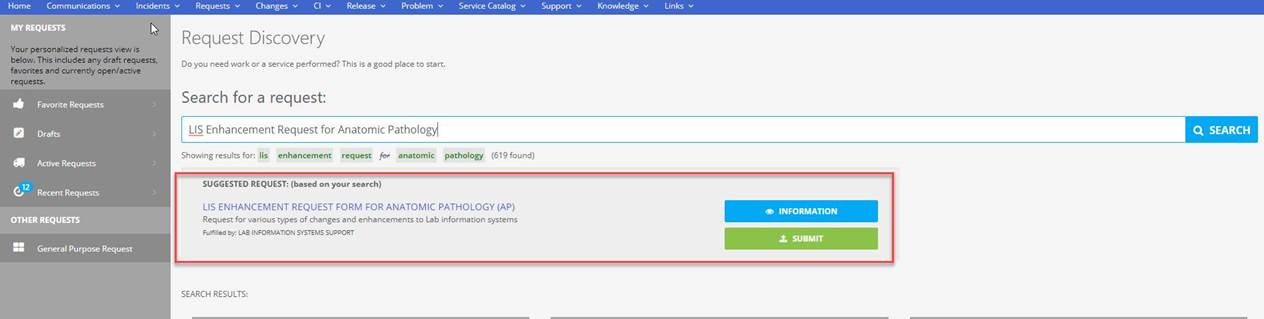 Home Communications Incidents Requests Changes CI Release Problem Service Catalog Support Knowledge Links
MY REQUESTS
Your personalized requests view is
below. This includes any draft requests,
favorites and currently open/active
requests.
Favorite Requests
Drafts
Active Requests
12
Recent Requests
OTHER REQUESTS
General Purpose Request
Request Discovery
Do you need work or a service performed? This is a good place to start.
Search for a request:
LIS Enhancement Request for Anatomic Pathology
SEARCH
Showing results for: lis enhancement request for anatomic pathology (619 found)
SUGGESTED REQUEST: (based on your search)
LIS ENHANCEMENT REQUEST FORM FOR ANATOMIC PATHOLOGY (AP)
Request for various types of changes and enhancements to Lab information systems
Fulfilled by: LAB INFORMATION SYSTEMS SUPPORT
INFORMATION
SUBMIT
SEARCH RESULTS: